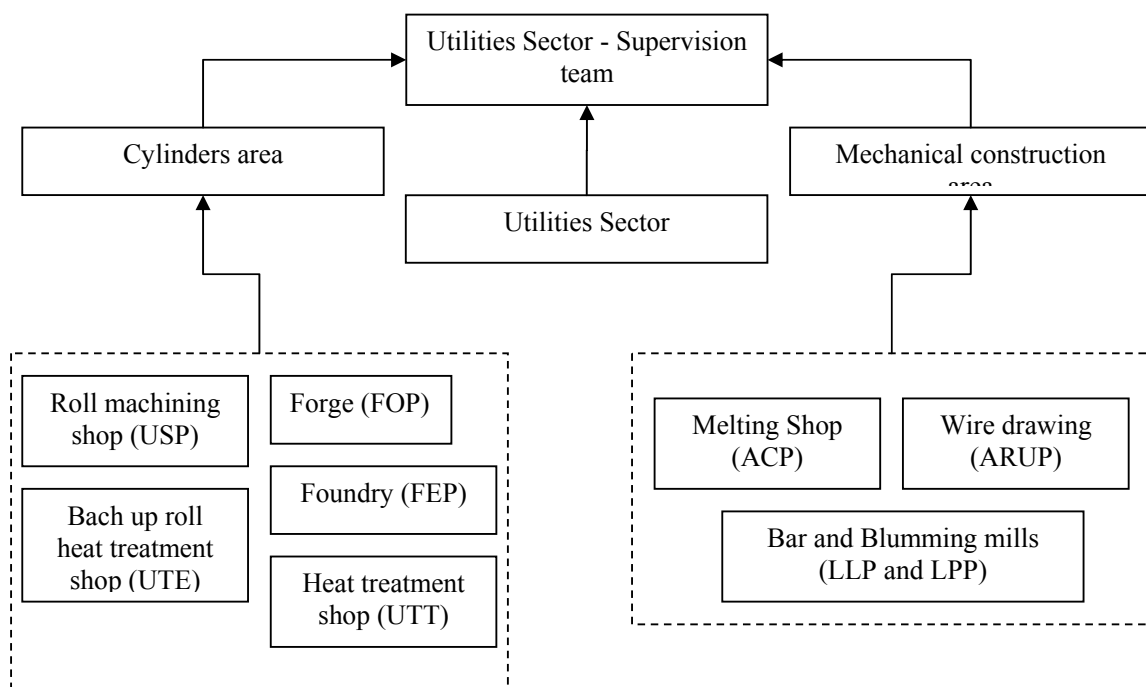 Utilities Sector - Supervision
team
Cylinders area
Mechanical construction
area
Utilities Sector
Roll machining
shop (USP)
Forge (FOP)
Foundry (FEP)
Bach up roll
heat treatment
shop (UTE)
Heat treatment
shop (UTT)
Melting Shop
(ACP)
Wire drawing
(ARUP)
Bar and Blumming mills
(LLP and LPP)